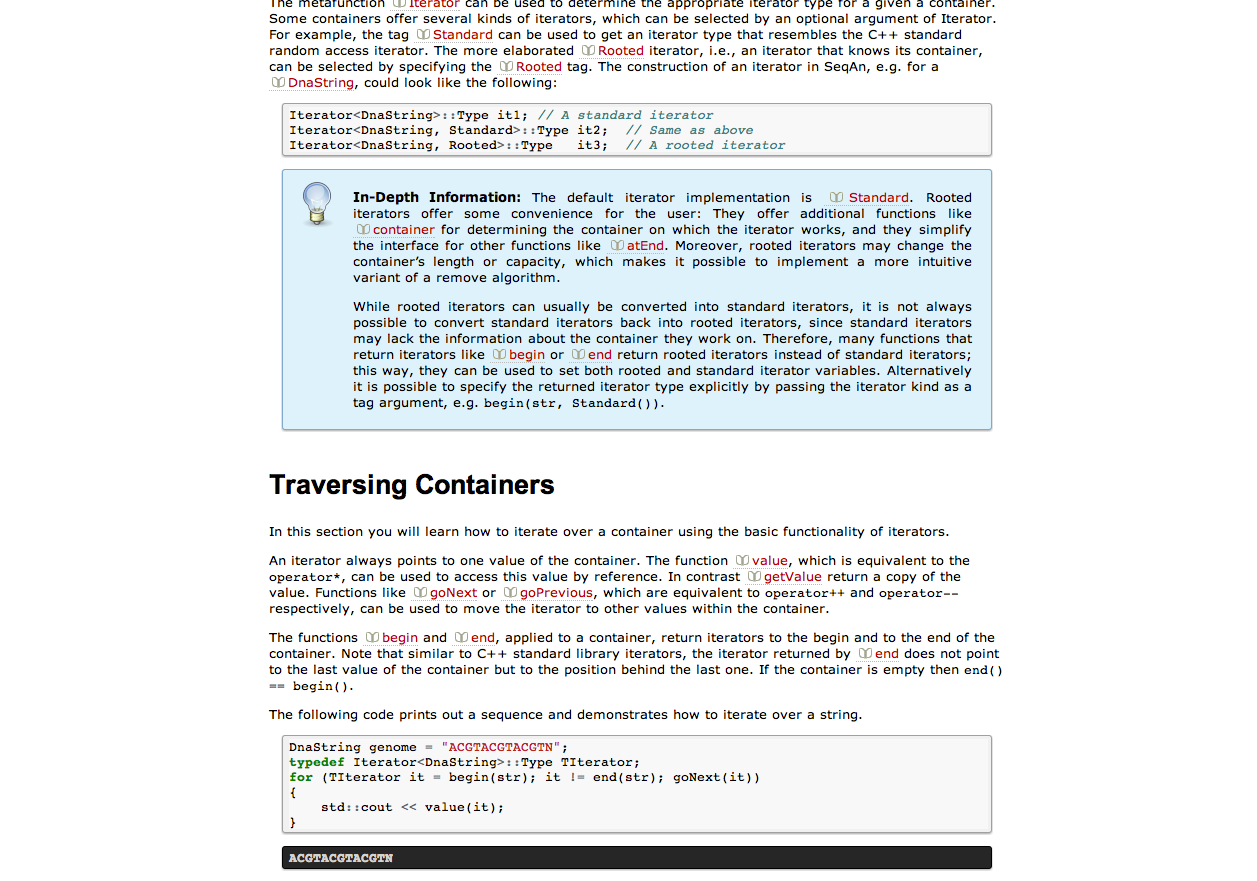 The metafunction Iterator can be used to determine the appropriate iterator type for a given a container.
Some containers offer several kinds of iterators, which can be selected by an optional argument of Iterator.
For example, the tag Standard can be used to get an iterator type that resembles the C++ standard
random access iterator. The more elaborated Rooted iterator, i.e., an iterator that knows its container,
can be selected by specifying the Rooted tag. The construction of an iterator in SeqAn, e.g. for a
DnaString, could look like the following:
Iterator<DnaString>::Type it1; // A standard iterator
Iterator<DnaString, Standard>::Type it2;  // Same as above
Iterator<DnaString, Rooted>::Type   it3;  // A rooted iterator
In-Depth Information: The default iterator implementation is Standard. Rooted
iterators offer some convenience for the user: They offer additional functions like
container for determining the container on which the iterator works, and they simplify
the interface for other functions like atEnd. Moreover, rooted iterators may change the
container’s length or capacity, which makes it possible to implement a more intuitive
variant of a remove algorithm.
While rooted iterators can usually be converted into standard iterators, it is not always
possible to convert standard iterators back into rooted iterators, since standard iterators
may lack the information about the container they work on. Therefore, many functions that
return iterators like begin or end return rooted iterators instead of standard iterators;
this way, they can be used to set both rooted and standard iterator variables. Alternatively
it is possible to specify the returned iterator type explicitly by passing the iterator kind as a
tag argument, e.g. begin(str, Standard()).
Traversing Containers
In this section you will learn how to iterate over a container using the basic functionality of iterators.
An iterator always points to one value of the container. The function value, which is equivalent to the
operator*, can be used to access this value by reference. In contrast getValue return a copy of the
value. Functions like goNext or goPrevious, which are equivalent to operator++ and operator--
respectively, can be used to move the iterator to other values within the container.
The functions begin and end, applied to a container, return iterators to the begin and to the end of the
container. Note that similar to C++ standard library iterators, the iterator returned by end does not point
to the last value of the container but to the position behind the last one. If the container is empty then end()
== begin().
The following code prints out a sequence and demonstrates how to iterate over a string.
DnaString genome = "ACGTACGTACGTN";
typedef Iterator<DnaString>::Type TIterator;
for (TIterator it = begin(str); it != end(str); goNext(it))
{
    std::cout << value(it);
}
ACGTACGTACGTN